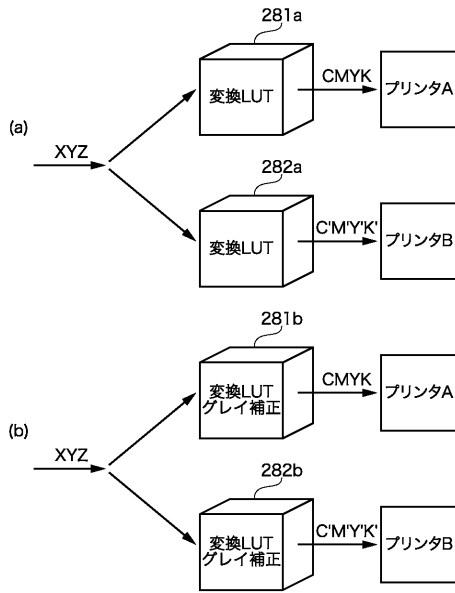 281a
CMYK
変換LUT
プリンタA
(a)
XYZ
282a
C'M'Y'K'
変換LUT
プリンタB
281b
CMYK
変換LUT
グレイ補正
プリンタA
(b)
XYZ
282b
C'M'Y'K'
変換LUT
グレイ補正
プリンタB